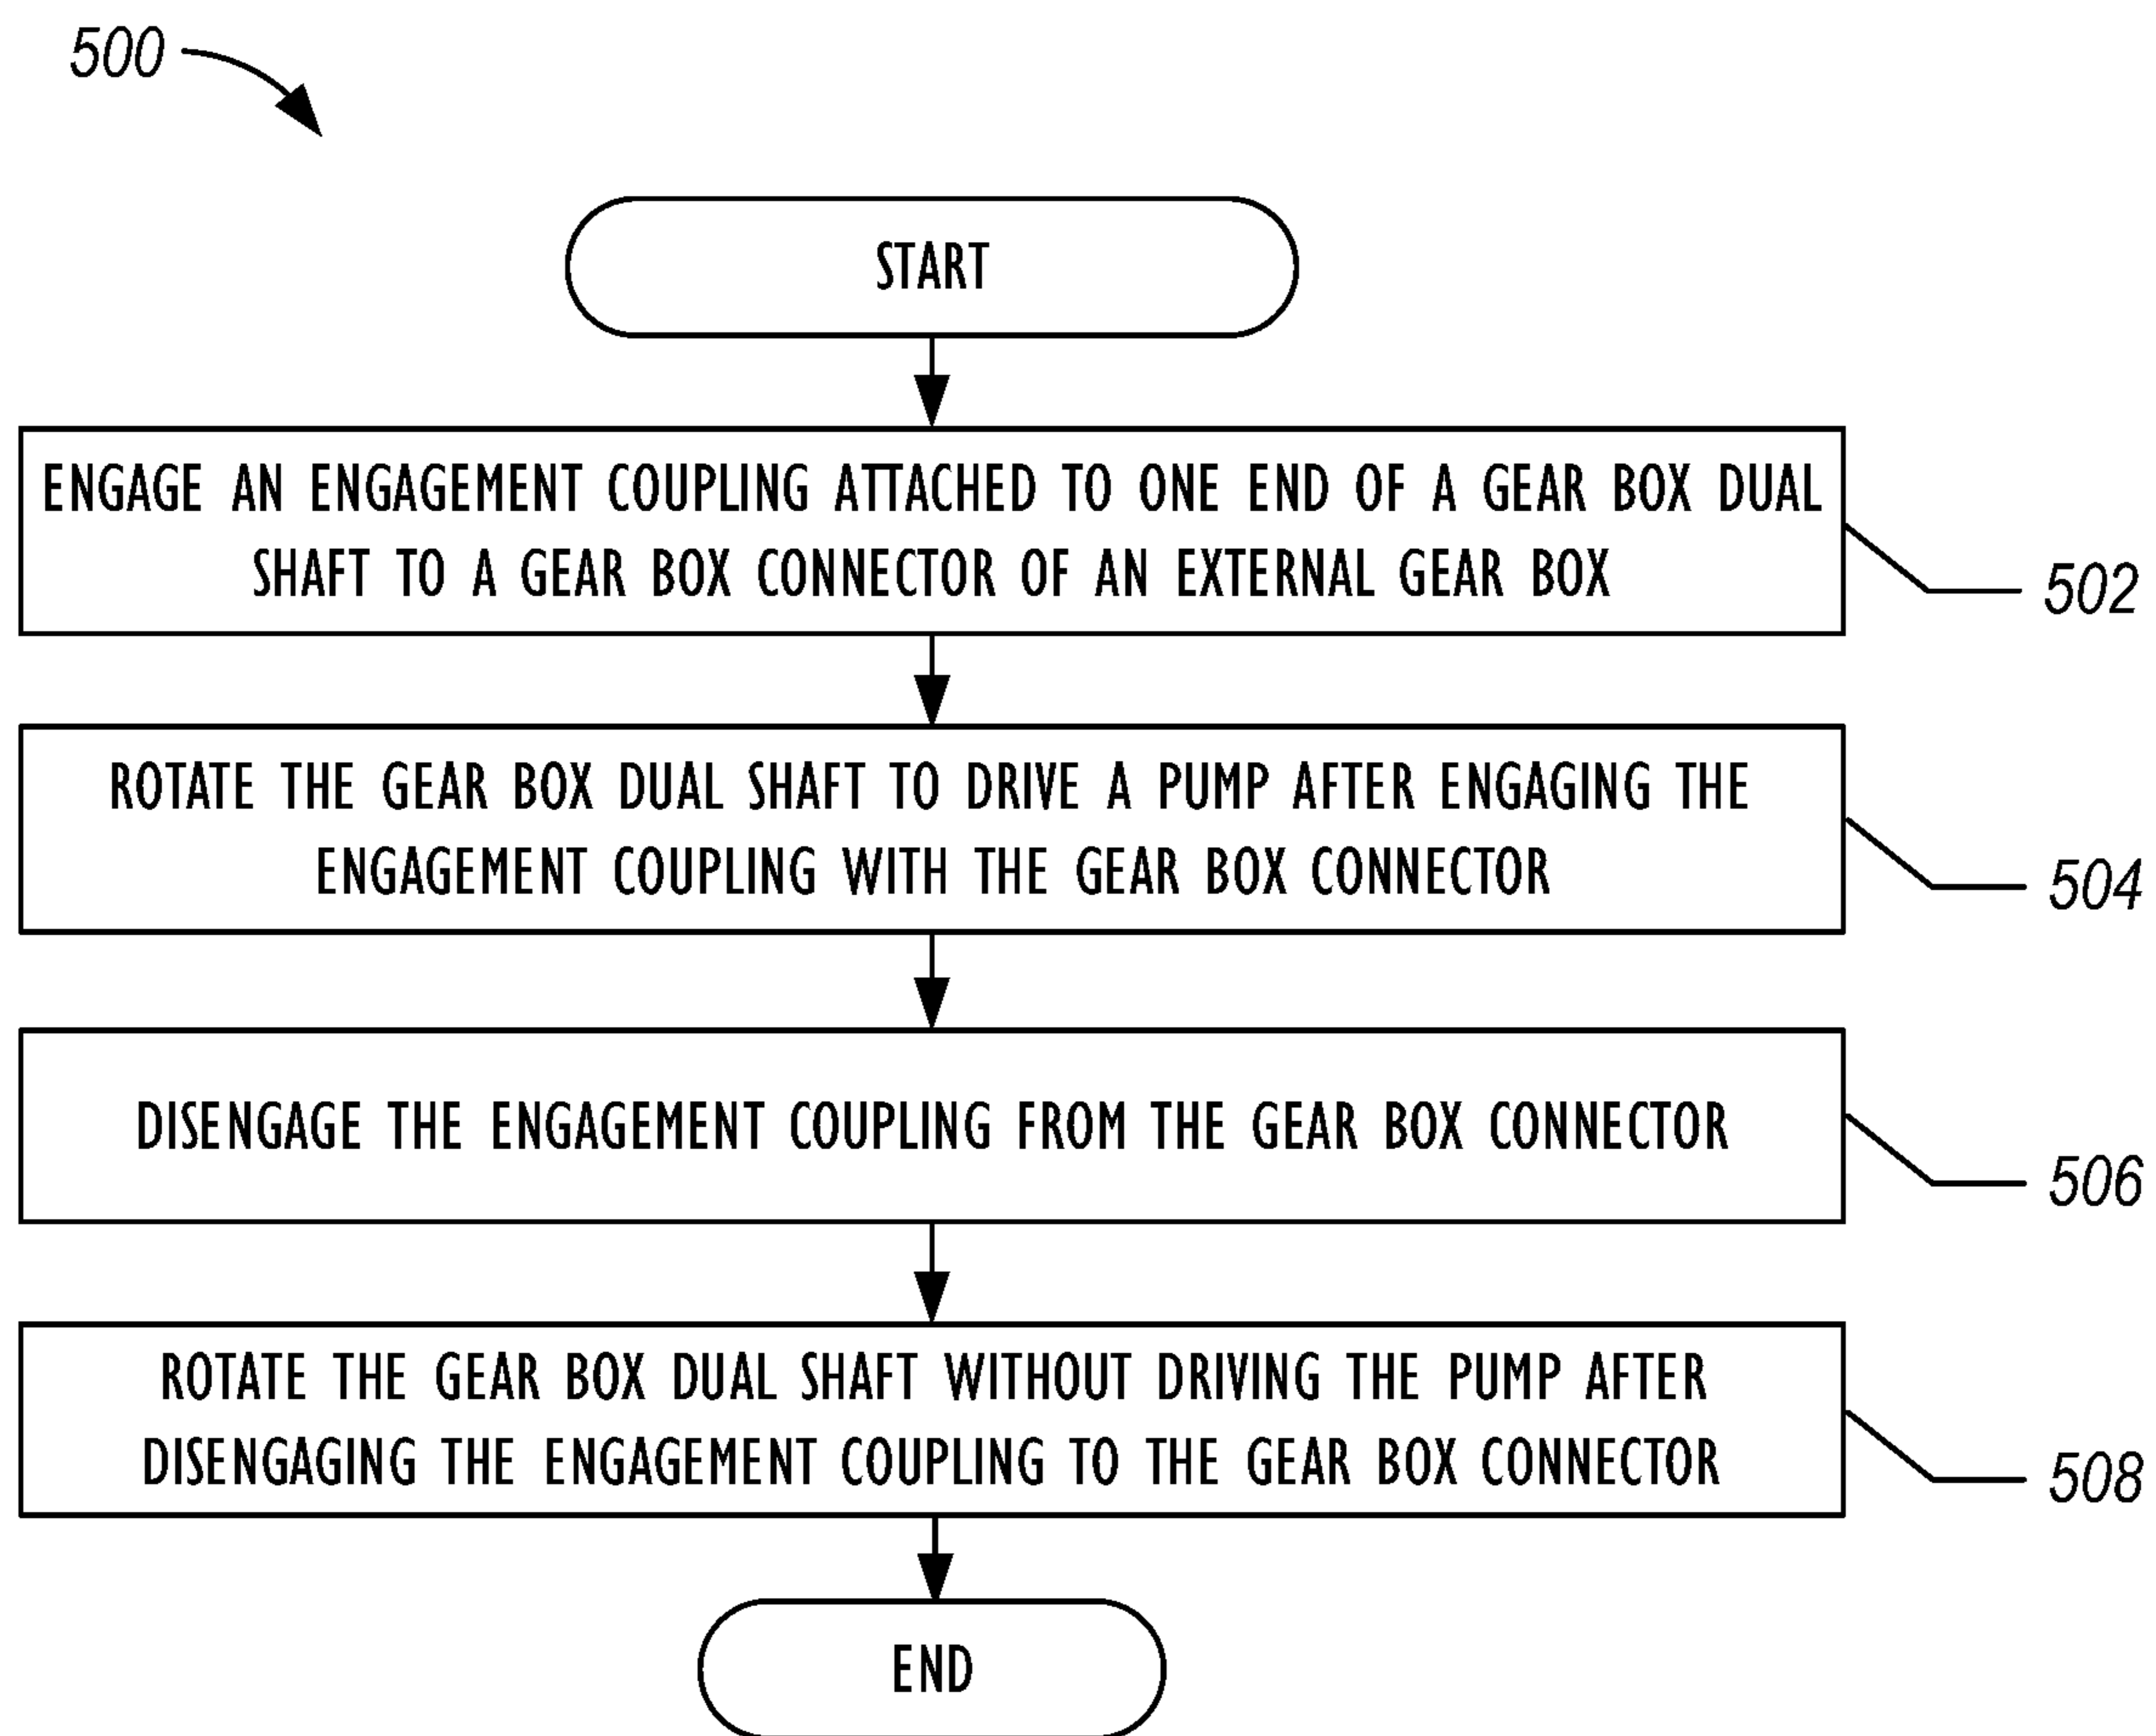 500
START
ENGAGE AN ENGAGEMENT COUPLING ATTACHED TO ONE END OF A GEAR BOX DUAL
SHAFT TO A GEAR BOX CONNECTOR OF AN EXTERNAL GEAR BOX
502
ROTATE THE GEAR BOX DUAL SHAFT TO DRIVE A PUMP AFTER ENGAGING THE
ENGAGEMENT COUPLING WITH THE GEAR BOX CONNECTOR
504
DISENGAGE THE ENGAGEMENT COUPLING FROM THE GEAR BOX CONNECTOR
506
ROTATE THE GEAR BOX DUAL SHAFT WITHOUT DRIVING THE PUMP AFTER
DISENGAGING THE ENGAGEMENT COUPLING TO THE GEAR BOX CONNECTOR
508
END